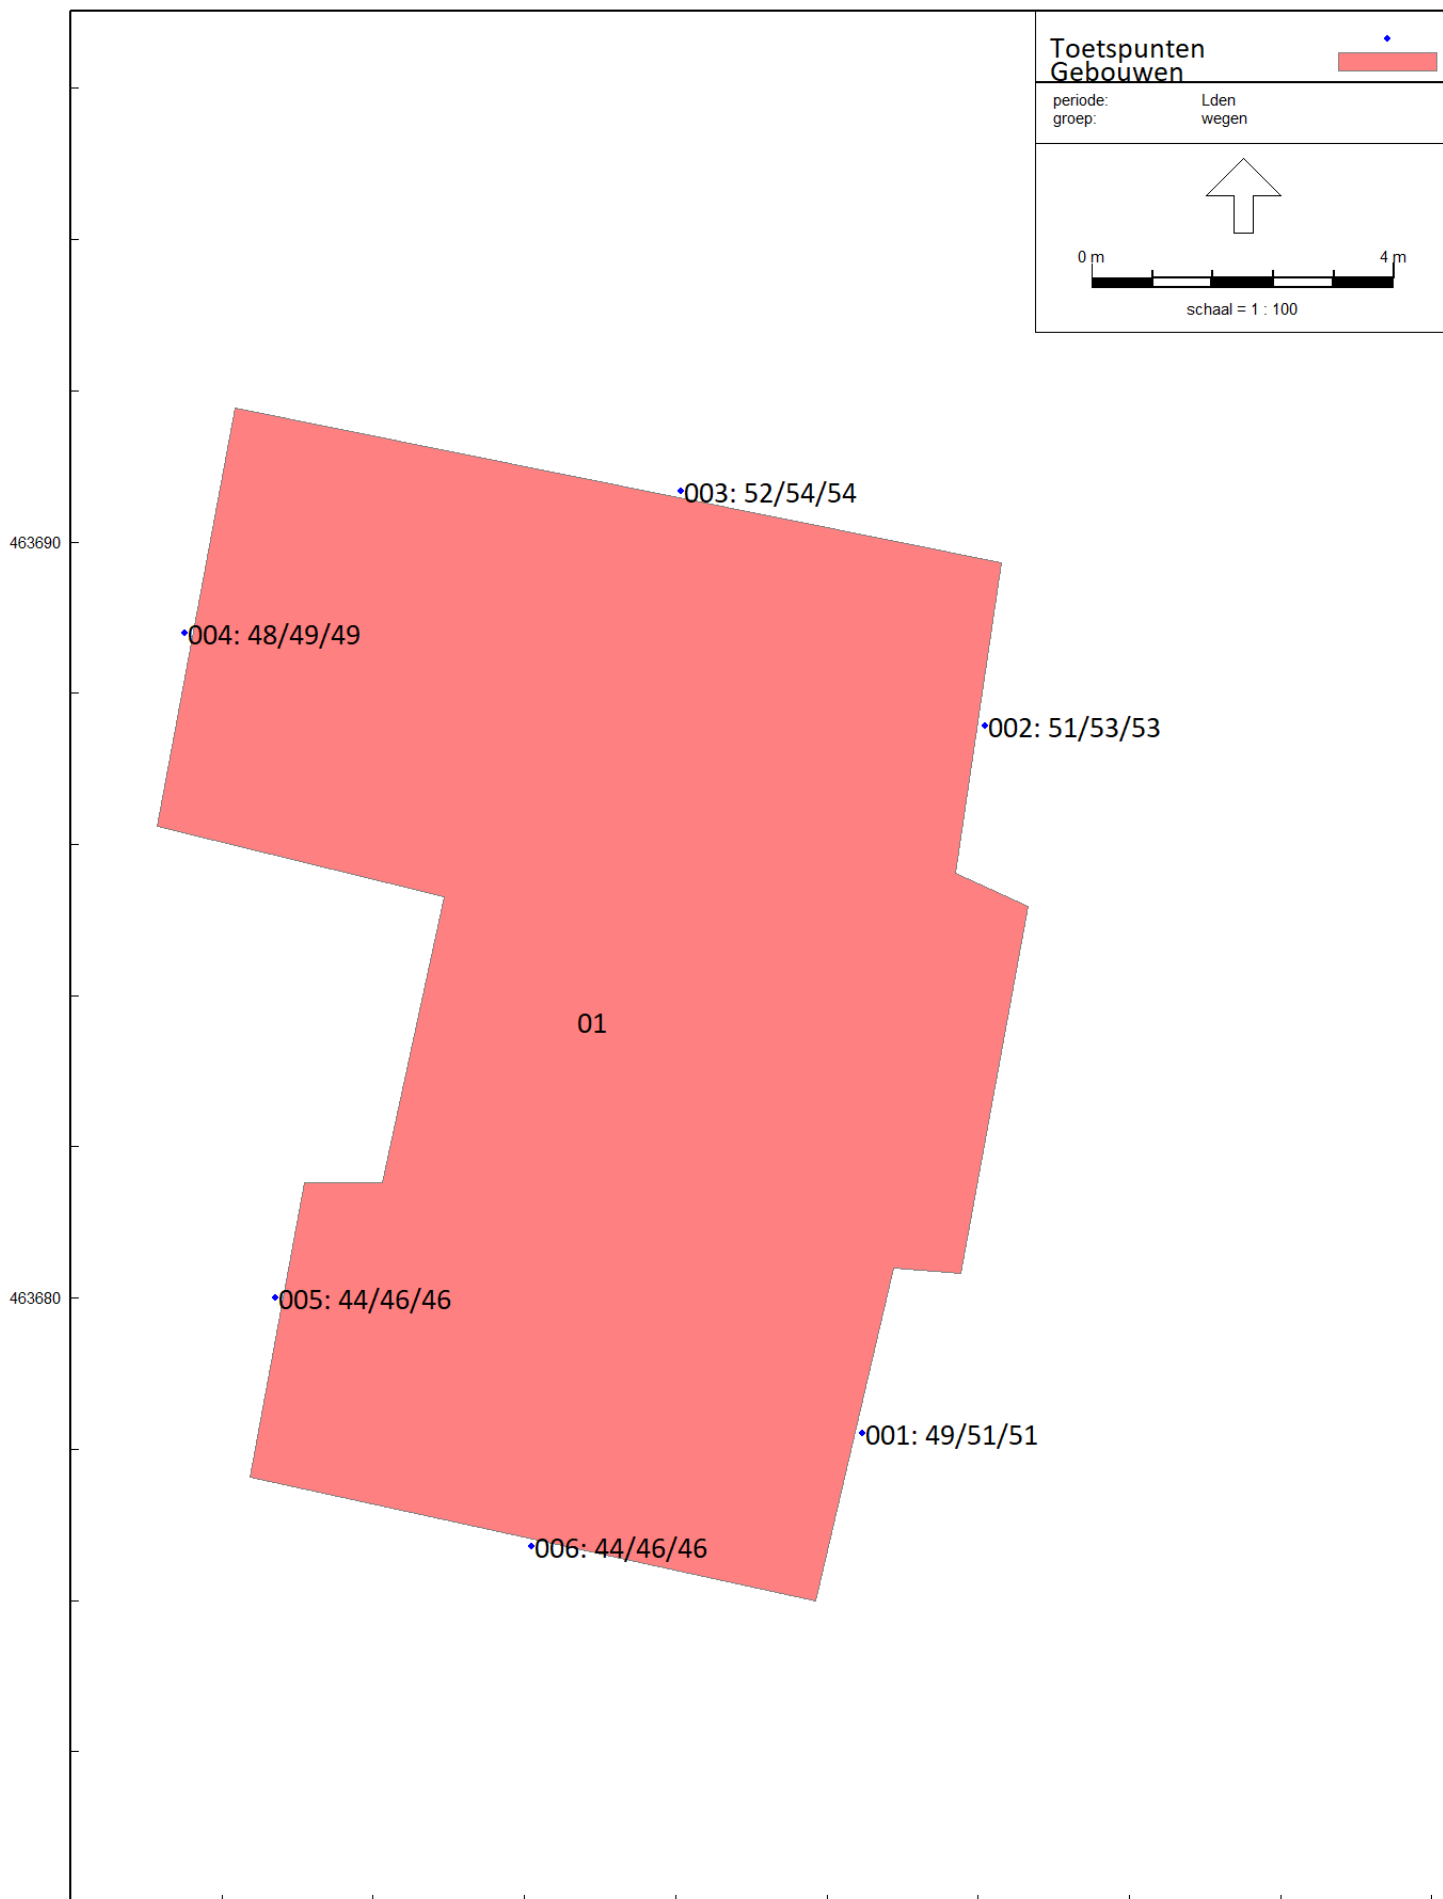 Toetspunten
Gebouwen
periode: Lden
groep: wegen
0 m 4 m
schaal = 1 : 100
003: 52/54/54
463690
004: 48/49/49
002: 51/53/53
01
463680
005: 44/46/46
001: 49/51/51
006: 44/46/46